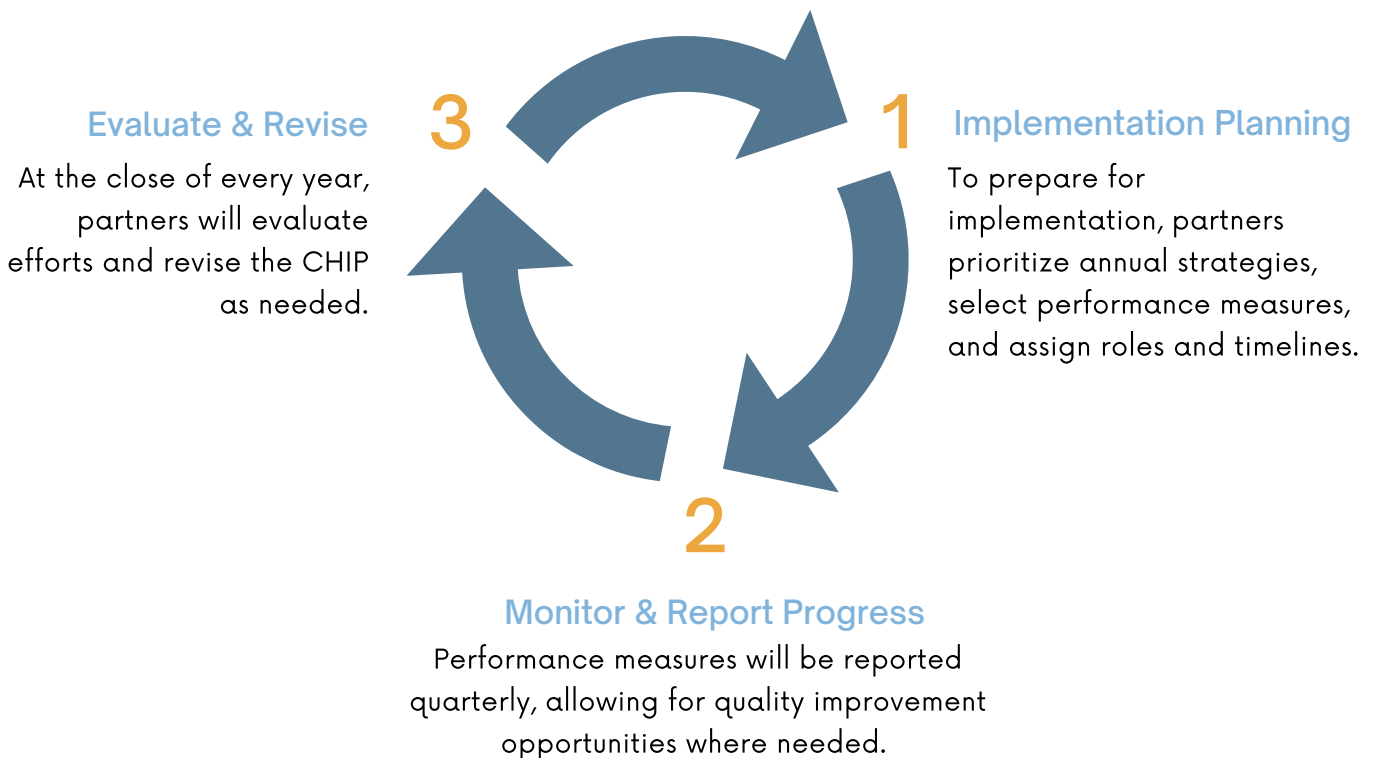 1
Implementation Planning
To prepare for
implementation, partners
prioritize annual strategies,
select performance measures,
and assign roles and timelines.
2
Monitor & Report Progress
Performance measures will be reported
quarterly, allowing for quality improvement
opportunities where needed.
3
Evaluate & Revise
At the close of every year,
partners will evaluate
efforts and revise the CHIP
as needed.